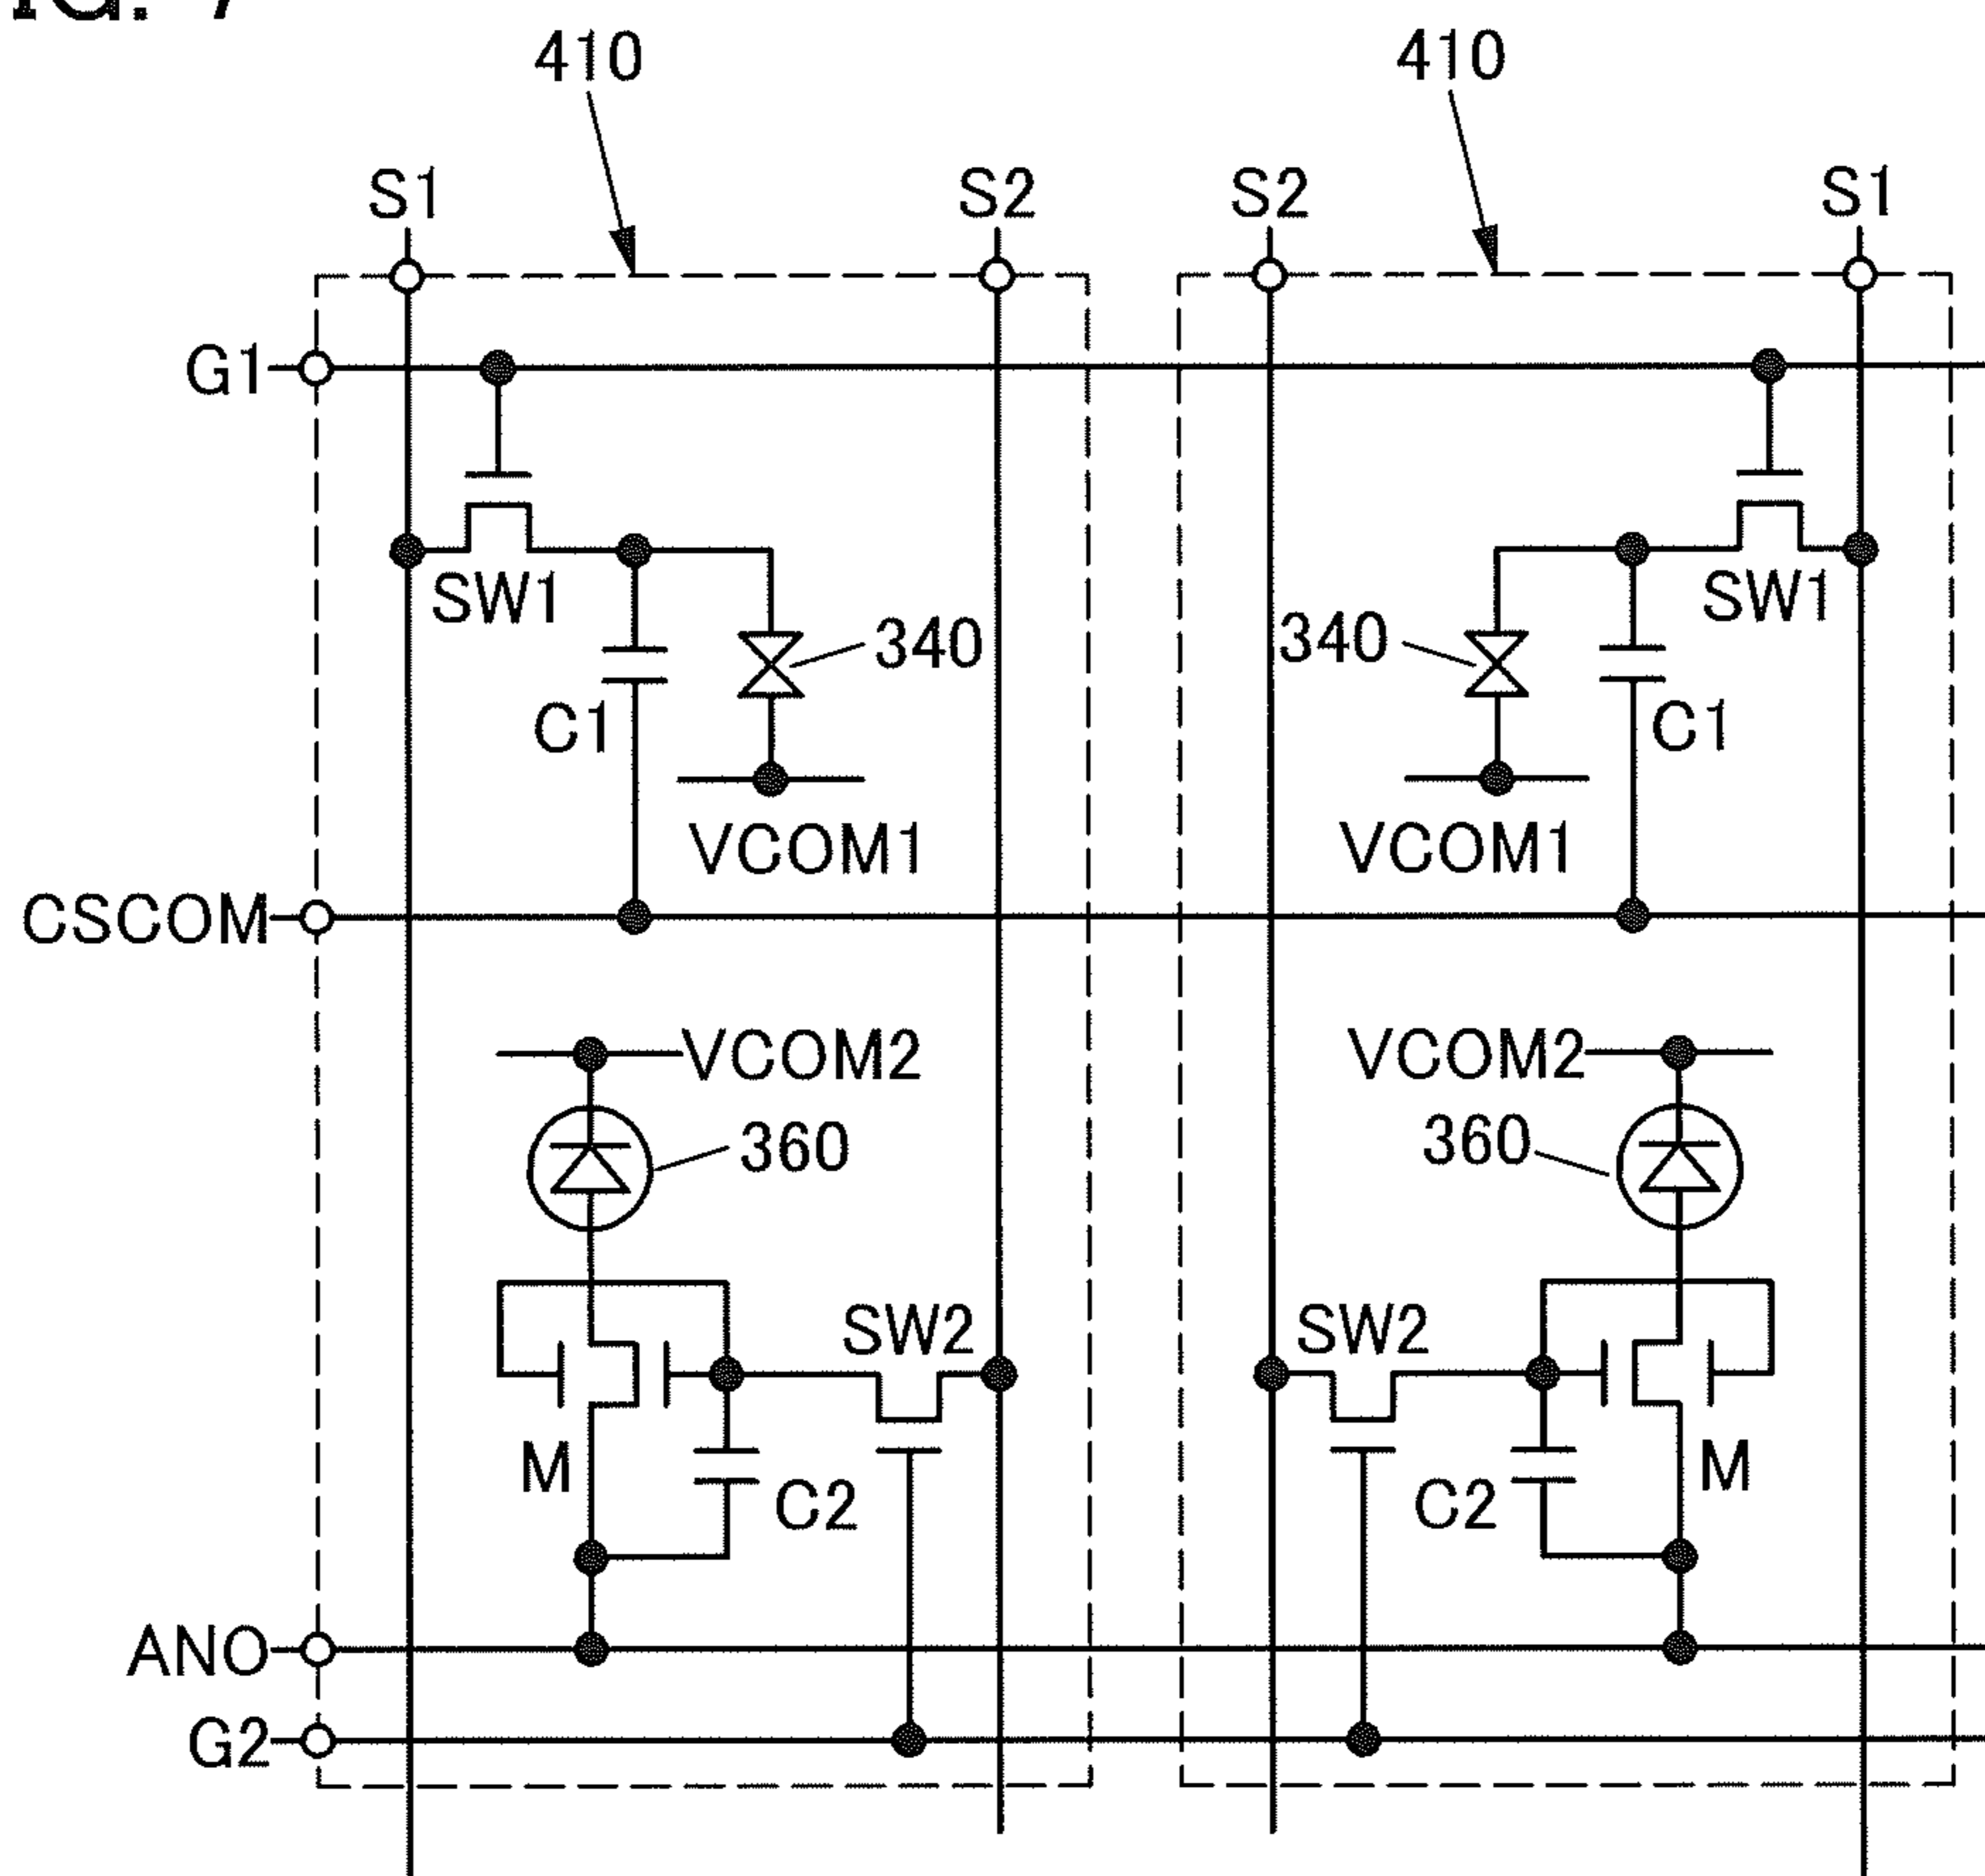 410 410
S1 S2 S2 S1
G1
SW1 SW1
340 340
C1 C1
VCOM1 VCOM1
CSCOM
VCOM2 VCOM2
360 360
SW2 SW2
M M
C2 C2
ANO
G2